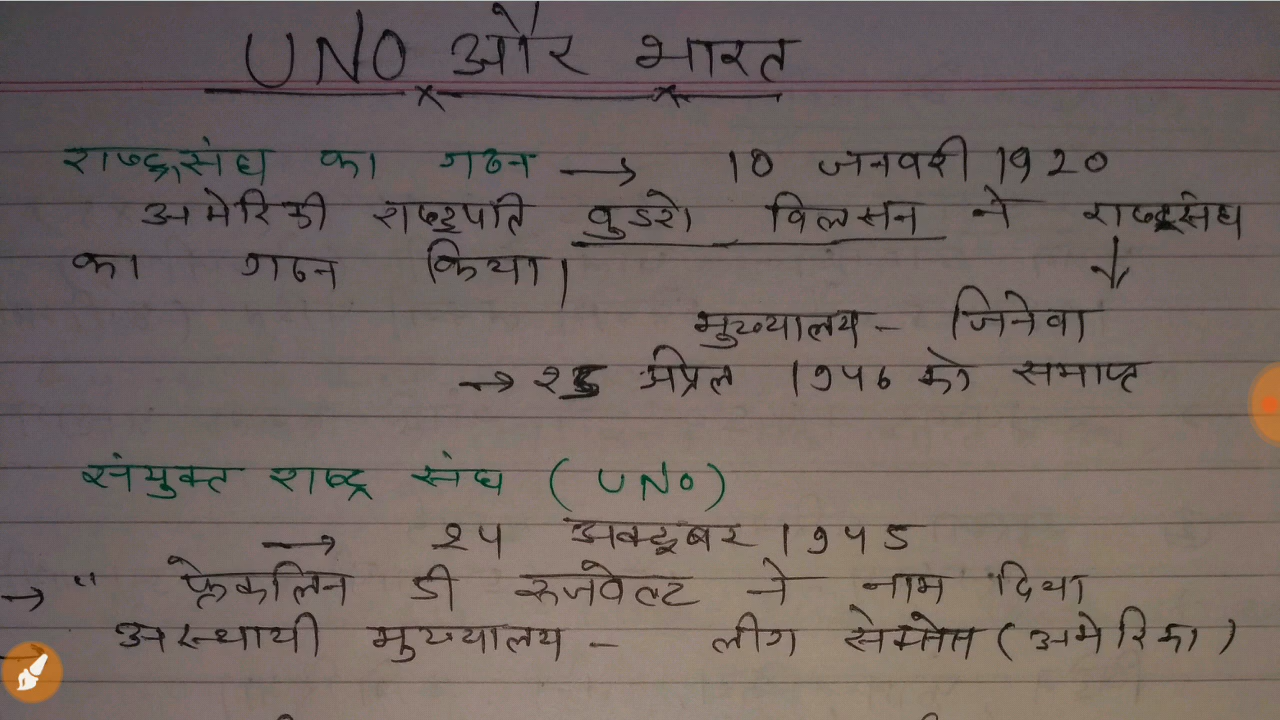 UNO और भारत
राष्ट्रसंघ का गठन → 10 जनवरी 1920
अमेरिकी राष्ट्रपति वुडरो विलसन ने राष्ट्रसंघ
का गठन किया।
मुख्यालय - जिनेवा
→ अप्रैल 1946 को समाप्त
संयुक्त राष्ट्र संघ (UNO)
→ 24 अक्टूबर 1945
→ " फ्रेकलिन डी रुजवेल्ट ने नाम दिया
अस्थायी मुख्यालय - लीग (अमेरिका)